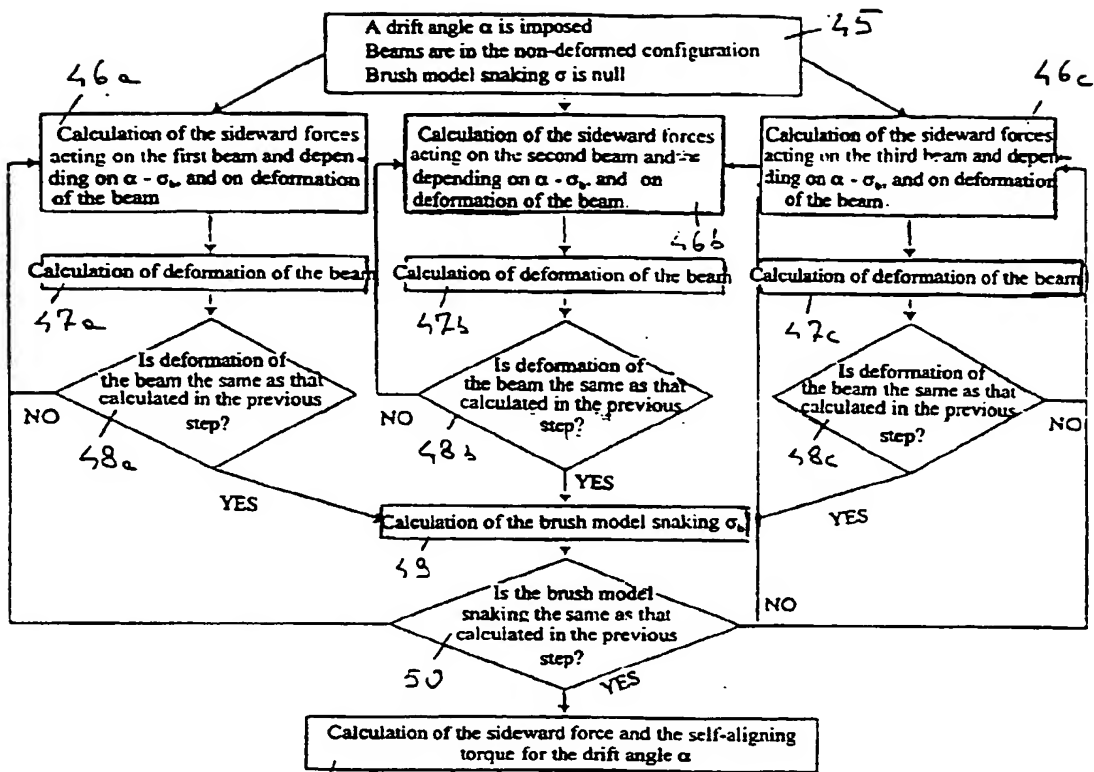 A drift angle α is imposed
Beams are in the non-deformed configuration
Brush model snaking σ is null
45
46a
46c
Calculation of the sideward forces
acting on the first beam and depen-
ding on α - σb, and on deformation
of the beam
Calculation of the sideward forces
acting on the second beam and
depending on α - σb, and on
deformation of the beam.
46b
Calculation of the sideward forces
acting on the third beam and depen-
ding on α - σb, and on deformation
of the beam.
Calculation of deformation of the beam
47a
Calculation of deformation of the beam
47b
Calculation of deformation of the beam
47c
Is deformation of
the beam the same as that
calculated in the previous
step?
NO
48a
YES
Is deformation of
the beam the same as that
calculated in the previous
step?
NO
48b
YES
Is deformation of
the beam the same as that
calculated in the previous
step?
NO
48c
YES
Calculation of the brush model snaking σb
49
Is the brush model
snaking the same as that
calculated in the previous
step?
NO
50
YES
Calculation of the sideward force and the self-aligning
torque for the drift angle α